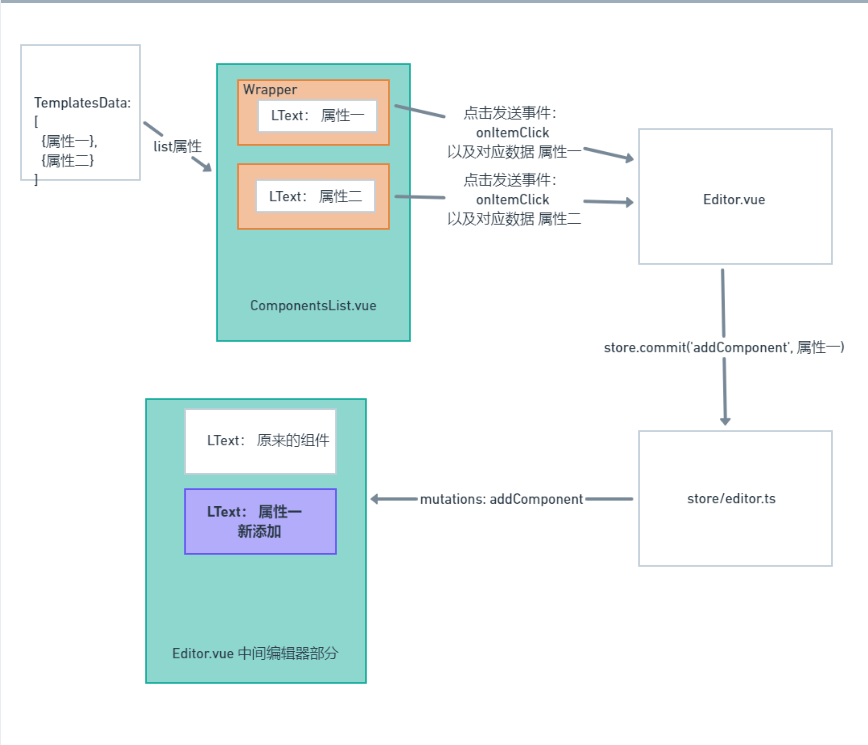 TemplatesData:
[
{属性一},
{属性二}
]
list属性
Wrapper
LText： 属性一
LText： 属性二
ComponentsList.vue
点击发送事件：
onItemClick
以及对应数据 属性一
点击发送事件：
onItemClick
以及对应数据 属性二
Editor.vue
store.commit('addComponent', 属性一)
store/editor.ts
mutations: addComponent
LText： 原来的组件
LText： 属性一
新添加
Editor.vue 中间编辑器部分